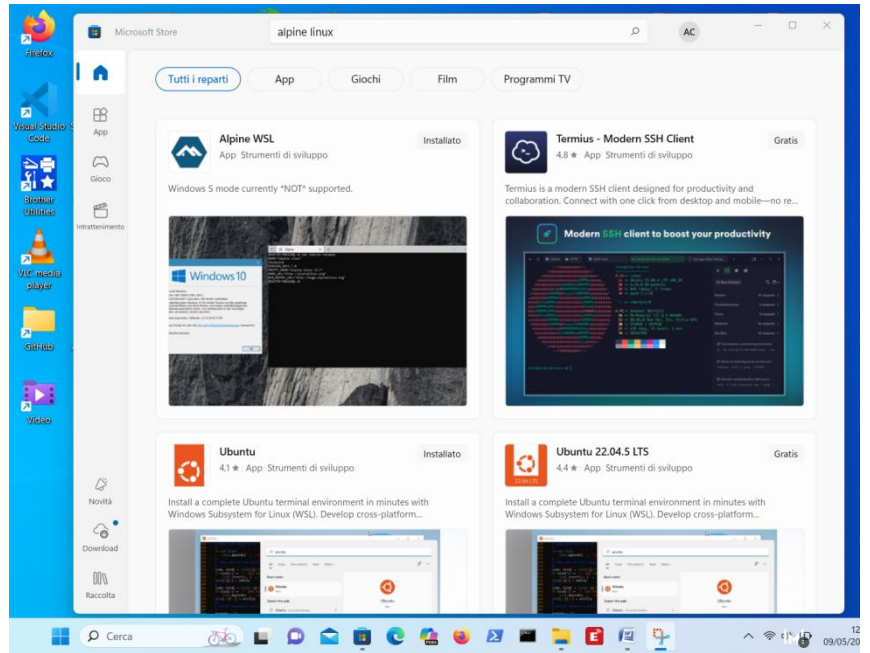 Firefox
Visual Studio
Code
Brother
Utilities
VLC media
player
GitHub
Video
Microsoft Store
alpine linux
AC
App
Gioco
Intrattenimento
Novità
Download
Raccolta
Tutti i reparti
App
Giochi
Film
Programmi TV
Alpine WSL
Installato
App Strumenti di sviluppo
Windows S mode currently *NOT* supported.
Windows 10
Termius - Modern SSH Client
Gratis
4,8 ★ App Strumenti di sviluppo
Termius is a modern SSH client designed for productivity and
collaboration. Connect with one click from desktop and mobile—no re...
Modern SSH client to boost your productivity
Ubuntu
Installato
4,1 ★ App Strumenti di sviluppo
Install a complete Ubuntu terminal environment in minutes with
Windows Subsystem for Linux (WSL). Develop cross-platform...
Ubuntu 22.04.5 LTS
Gratis
4,4 ★ App Strumenti di sviluppo
22.04 LTS
Install a complete Ubuntu terminal environment in minutes with
Windows Subsystem for Linux (WSL). Develop cross-platform...
Cerca
12
09/05/20